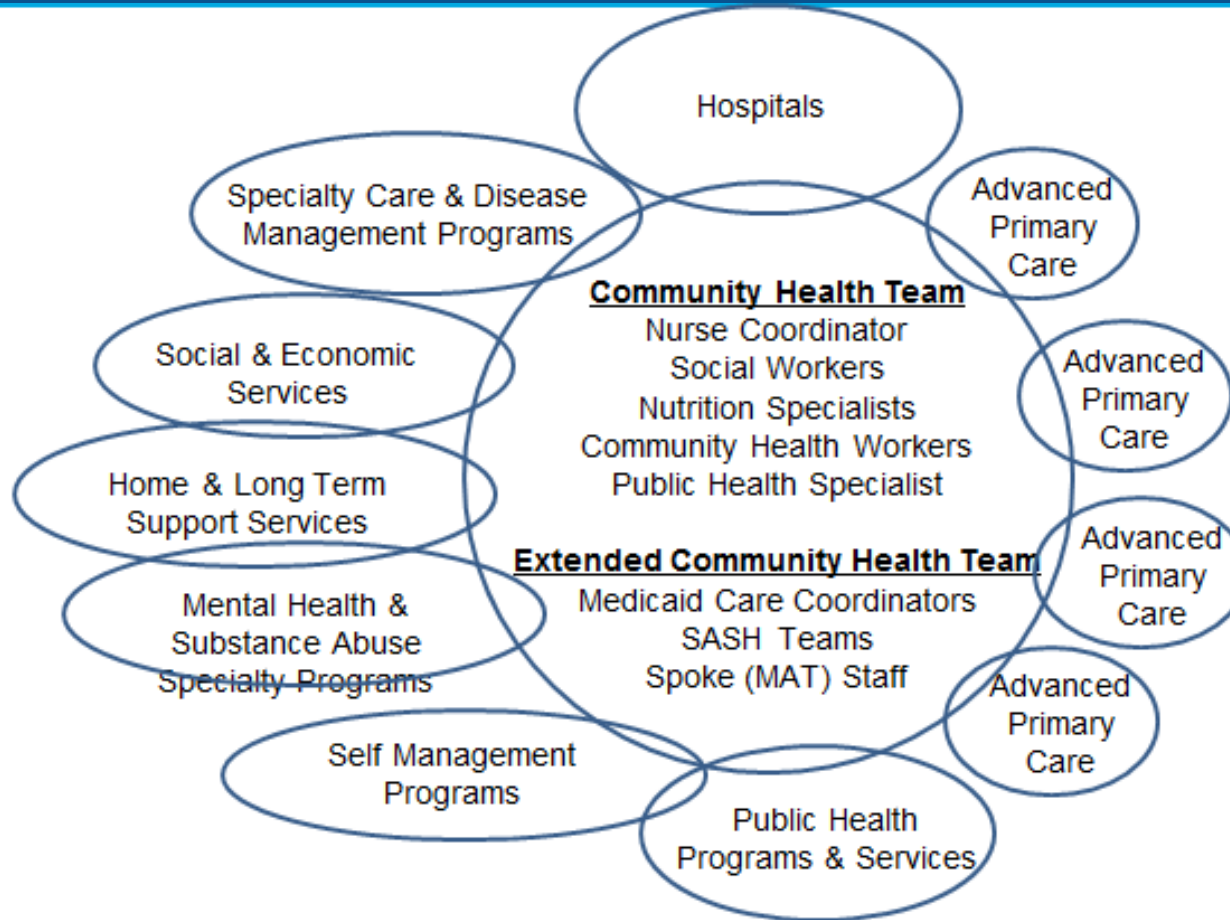 Hospitals
Specialty Care & Disease
Management Programs
Advanced
Primary
Care
Community Health Team
Nurse Coordinator
Social Workers
Nutrition Specialists
Community Health Workers
Public Health Specialist
Social & Economic
Services
Advanced
Primary
Care
Home & Long Term
Support Services
Extended Community Health Team
Medicaid Care Coordinators
SASH Teams
Spoke (MAT) Staff
Advanced
Primary
Care
Mental Health &
Substance Abuse
Specialty Programs
Advanced
Primary
Care
Self Management
Programs
Public Health
Programs & Services